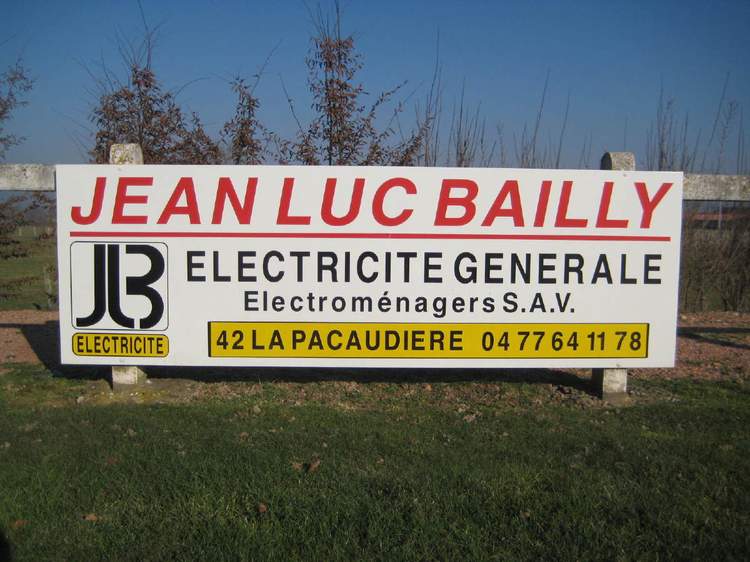 JEAN LUC BAILLY
JLB
ELECTRICITE
ELECTRICITE GENERALE
Electroménagers S.A.V.
42 LA PACAUDIERE 04 77 64 11 78